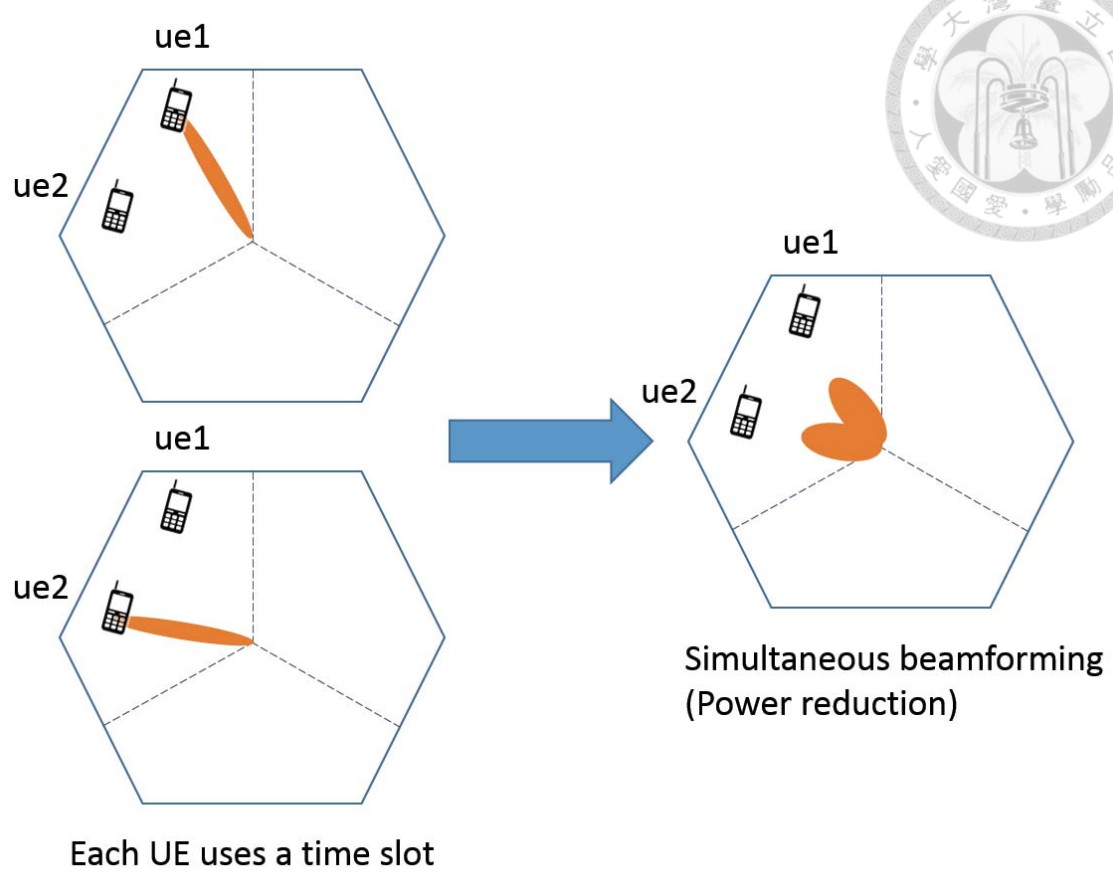 ue1
ue2
ue1
ue2
Each UE uses a time slot
ue1
ue2
Simultaneous beamforming
(Power reduction)